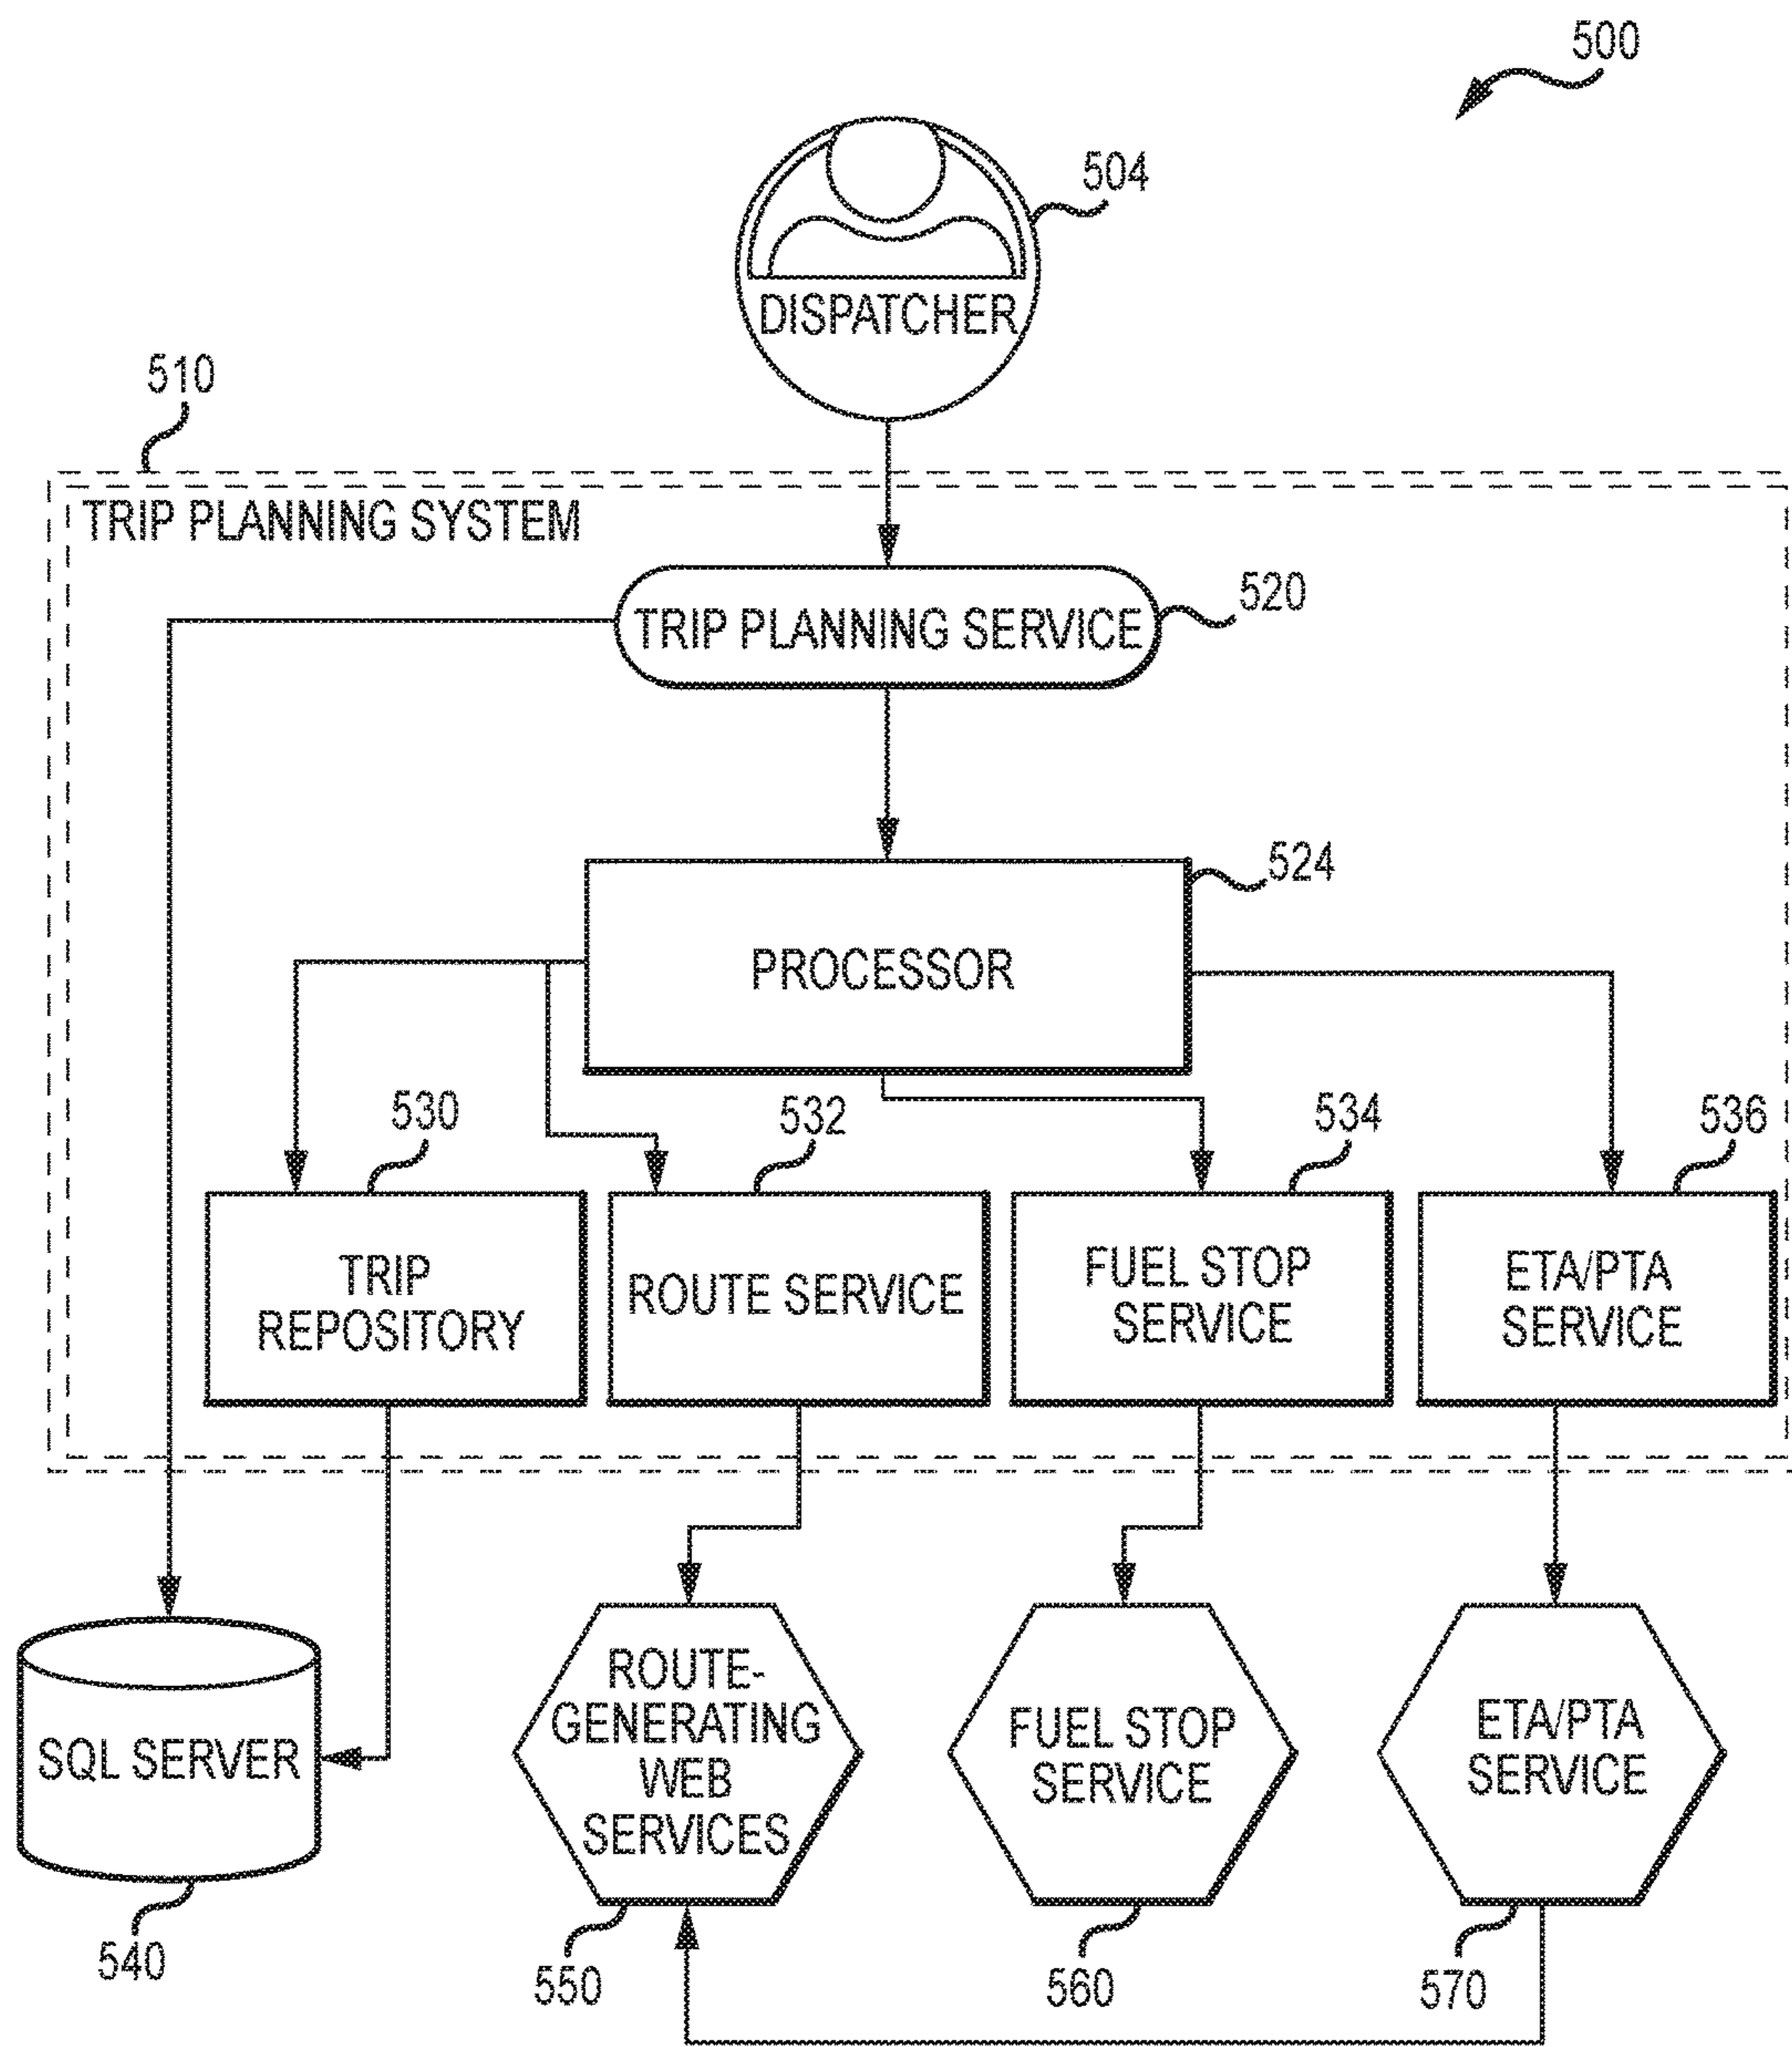 500
504
DISPATCHER
510
TRIP PLANNING SYSTEM
520
TRIP PLANNING SERVICE
524
PROCESSOR
530
532
534
536
TRIP
REPOSITORY
ROUTE SERVICE
FUEL STOP
SERVICE
ETA/PTA
SERVICE
SQL SERVER
ROUTE-
GENERATING
WEB
SERVICES
FUEL STOP
SERVICE
ETA/PTA
SERVICE
540
550
560
570